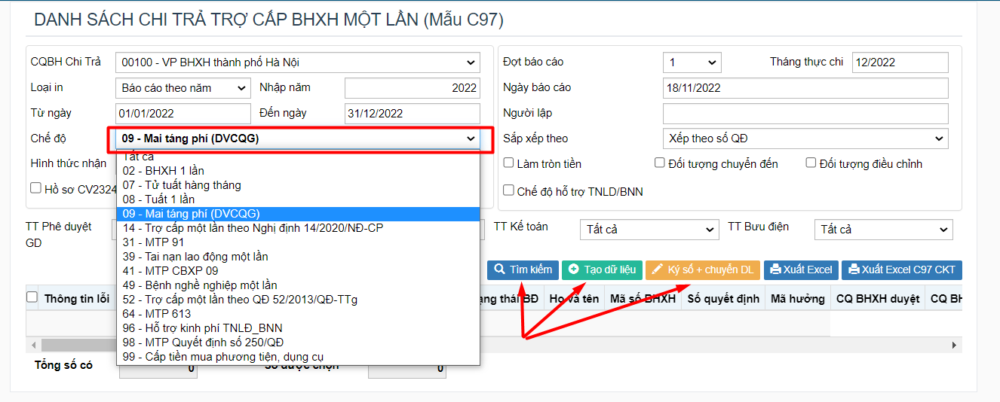 DANH SÁCH CHI TRẢ TRỢ CẤP BHXH MỘT LẦN (Mẫu C97)
CQBH Chi Trả 00100 - VP BHXH thành phố Hà Nội Đợt báo cáo 1 Tháng thực chi 12/2022
Loại in Báo cáo theo năm Nhập năm 2022 Ngày báo cáo 18/11/2022
Từ ngày 01/01/2022 Đến ngày 31/12/2022 Người lập
Chế độ 09 - Mai táng phí (DVCQG) Sắp xếp theo Xếp theo số QĐ
Tất cả
Hình thức nhận Làm tròn tiền Đối tượng chuyển đến Đối tượng điều chỉnh
02 - BHXH 1 lần
07 - Tử tuất hàng tháng
Hồ sơ CV2324 Chế độ hỗ trợ TNLD/BNN
08 - Tuất 1 lần
09 - Mai táng phí (DVCQG)
TT Phê duyệt GD TT Kế toán Tất cả TT Bưu điện Tất cả
14 - Trợ cấp một lần theo Nghị định 14/2020/NĐ-CP
31 - MTP 91
39 - Tai nạn lao động một lần
41 - MTP CBXP 09
Tìm kiếm Tạo dữ liệu Ký số + chuyển DL Xuất Excel Xuất Excel C97 CKT
49 - Bệnh nghề nghiệp một lần
52 - Trợ cấp một lần theo QĐ 52/2013/QĐ-TTg
Thông tin lỗi thái BĐ Họ và tên Mã số BHXH Số quyết định Mã hưởng CQ BHXH duyệt CQ BH
64 - MTP 613
96 - Hỗ trợ kinh phí TNLĐ_BNN
98 - MTP Quyết định số 250/QĐ
99 - Cấp tiền mua phương tiện, dụng cụ
Tổng số có 0 Số được chọn 0